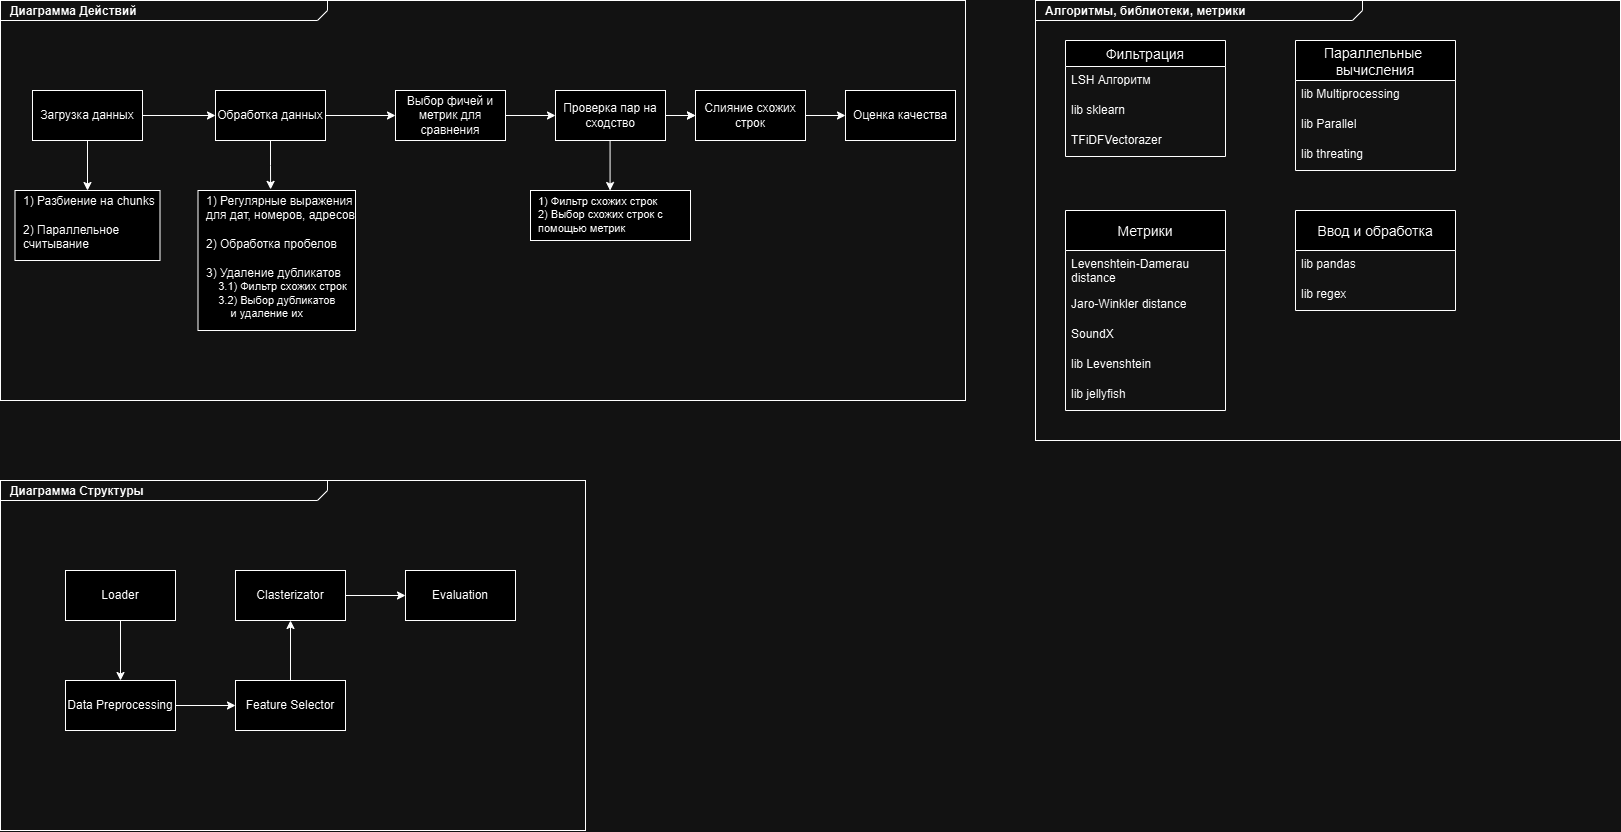 Диаграмма Действий
Загрузка данных
Обработка данных
Выбор фичей и
метрик для
сравнения
Проверка пар на
сходство
Слияние схожих
строк
Оценка качества
1) Разбиение на chunks
2) Параллельное
считывание
1) Регулярные выражения
для дат, номеров, адресов
2) Обработка пробелов
3) Удаление дубликатов
3.1) Фильтр схожих строк
3.2) Выбор дубликатов
и удаление их
1) Фильтр схожих строк
2) Выбор схожих строк с
помощью метрик
Алгоритмы, библиотеки, метрики
Фильтрация
LSH Алгоритм
lib sklearn
TFiDFVectorazer
Параллельные
вычисления
lib Multiprocessing
lib Parallel
lib threating
Метрики
Levenshtein-Damerau
distance
Jaro-Winkler distance
SoundX
lib Levenshtein
lib jellyfish
Ввод и обработка
lib pandas
lib regex
Диаграмма Структуры
Loader
Clasterizator
Evaluation
Data Preprocessing
Feature Selector